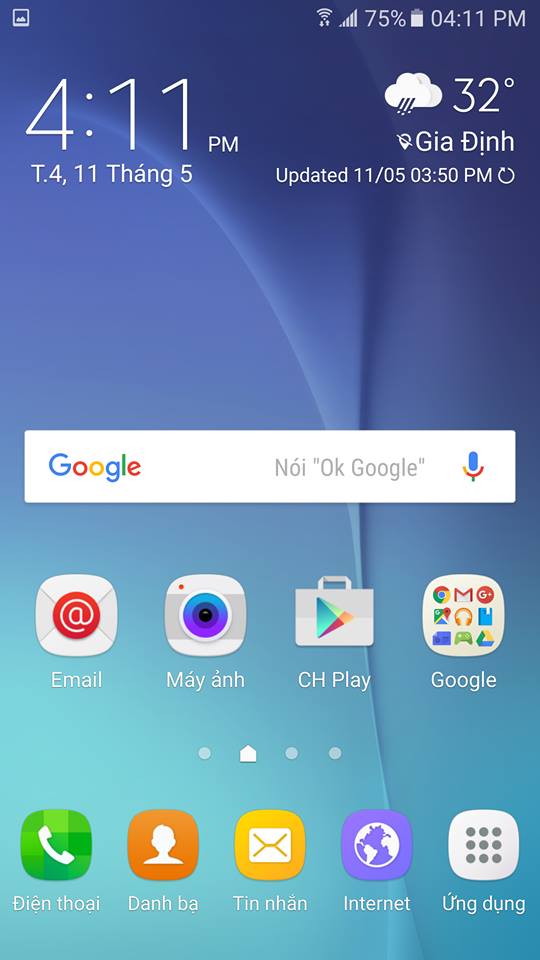 75% 04:11 PM
4:11 PM
T.4, 11 Tháng 5
32°
Gia Định
Updated 11/05 03:50 PM
Google Nói "Ok Google"
Email Máy ảnh CH Play Google
Điện thoại Danh bạ Tin nhắn Internet Ứng dụng